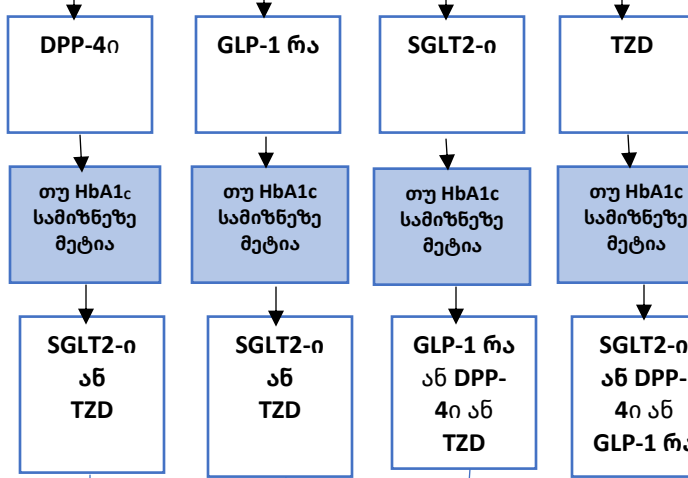 DPP-4ი
GLP-1 რა
SGLT2-ი
TZD
თუ HbA1c
სამიზნეზე
მეტია
თუ HbA1c
სამიზნეზე
მეტია
თუ HbA1c
სამიზნეზე
მეტია
თუ HbA1c
სამიზნეზე
მეტია
SGLT2-ი
ან
TZD
SGLT2-ი
ან
TZD
GLP-1 რა
ან DPP-
4ი ან
TZD
SGLT2-ი
ან DPP-
4ი ან
GLP-1 რა